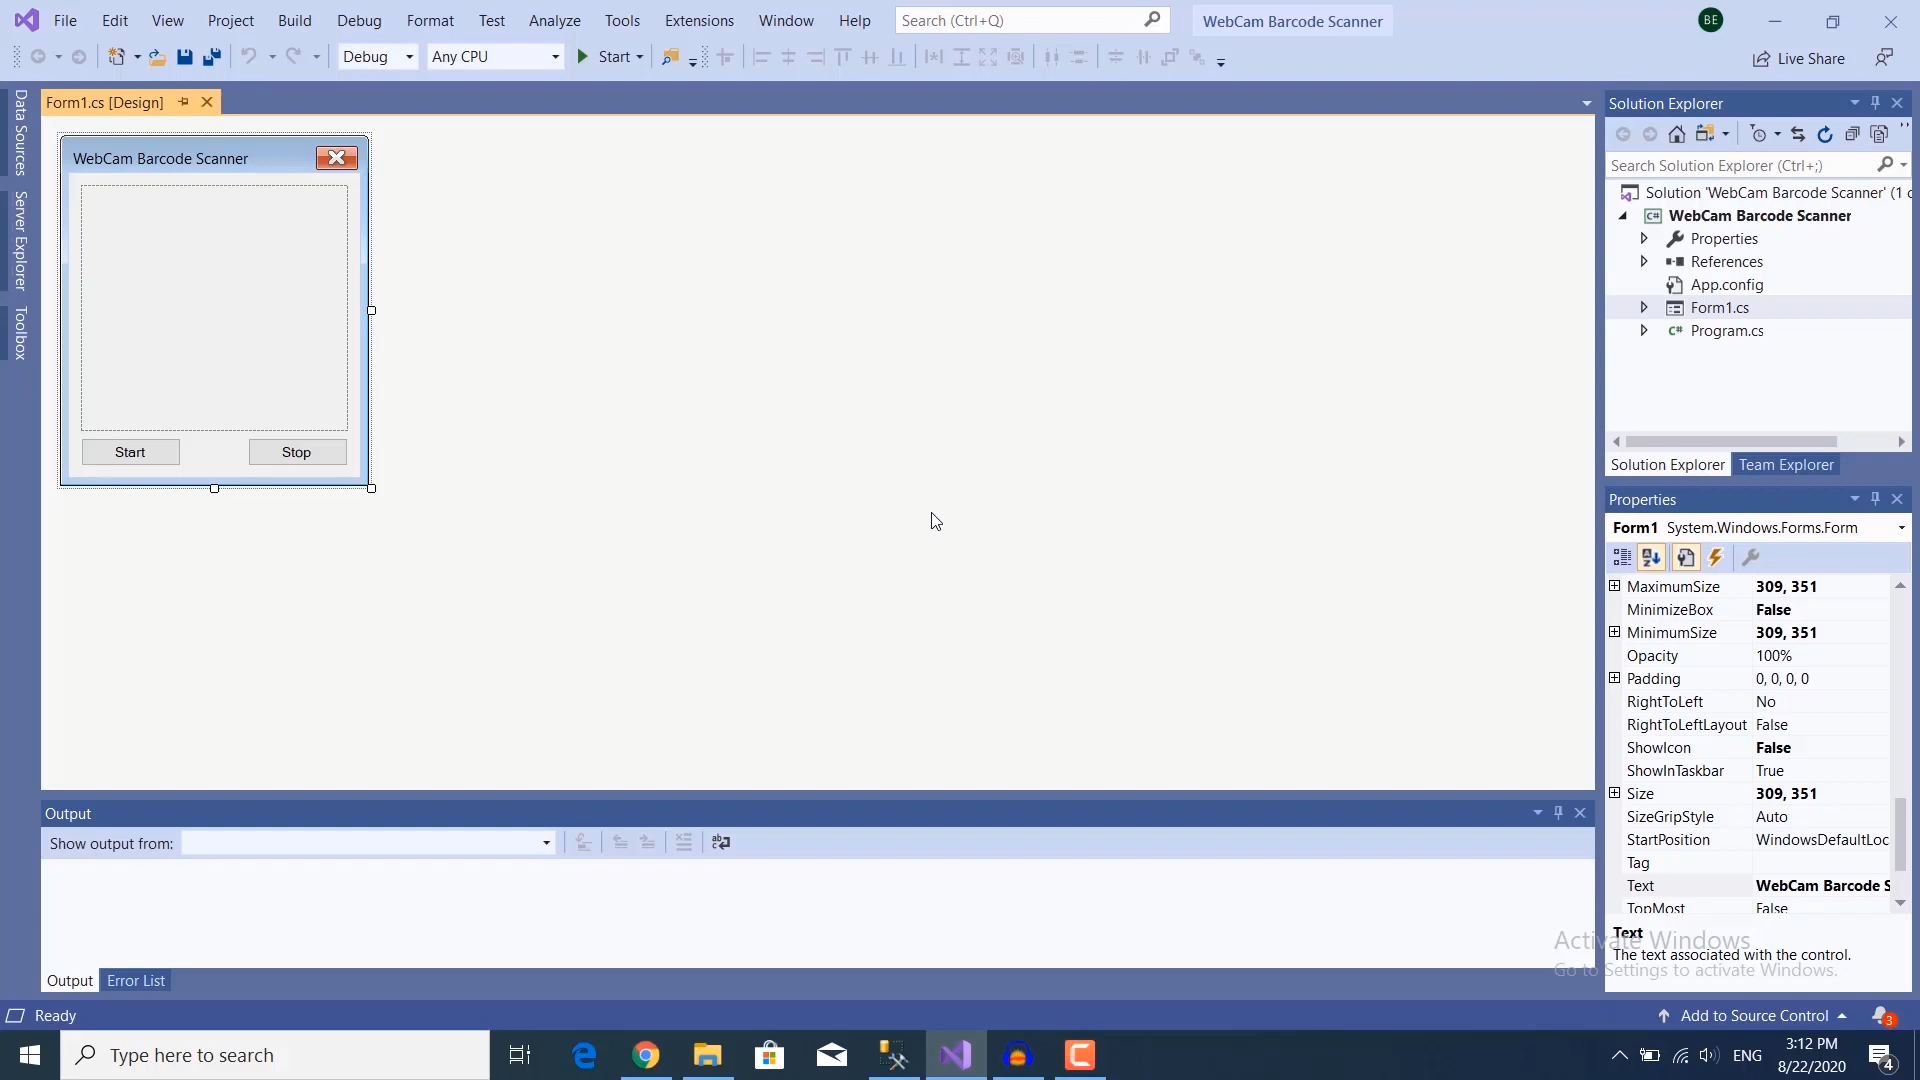 File Edit View Project Build Debug Format Test Analyze Tools Extensions Window Help Search (Ctrl+Q) WebCam Barcode Scanner BE
Debug Any CPU Start Live Share
Data Sources
Server Explorer
Toolbox
Form1.cs [Design]
WebCam Barcode Scanner
Start Stop
Solution Explorer
Search Solution Explorer (Ctrl+;)
Solution 'WebCam Barcode Scanner' (1 o
C# WebCam Barcode Scanner
Properties
References
App.config
Form1.cs
C# Program.cs
Solution Explorer Team Explorer
Properties
Form1 System.Windows.Forms.Form
MaximumSize 309, 351
MinimizeBox False
MinimumSize 309, 351
Opacity 100%
Padding 0, 0, 0, 0
RightToLeft No
RightToLeftLayout False
ShowIcon False
ShowInTaskbar True
Size 309, 351
SizeGripStyle Auto
StartPosition WindowsDefaultLoc
Tag
Text WebCam Barcode S
TopMost False
Text
The text associated with the control.
Activate Windows
Go to Settings to activate Windows.
Output
Show output from:
Output Error List
Ready Add to Source Control 3
Type here to search ENG 3:12 PM
8/22/2020 4